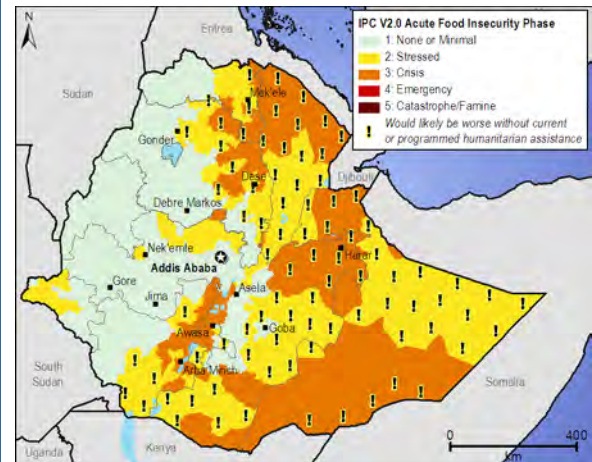 N
IPC V2.0 Acute Food Insecurity Phase
1: None or Minimal
2: Stressed
3: Crisis
4: Emergency
5: Catastrophe/Famine
! Would likely be worse without current
or programmed humanitarian assistance
Eritrea
Sudan
Mek'ele
Gonder
Djibouti
Dese
Debre Markos
Nek'emte
Addis Ababa
Harar
Gore
Jima
Asela
Awasa
Goba
Arba Minch
South
Sudan
Somalia
Uganda
Kenya
0 400
km